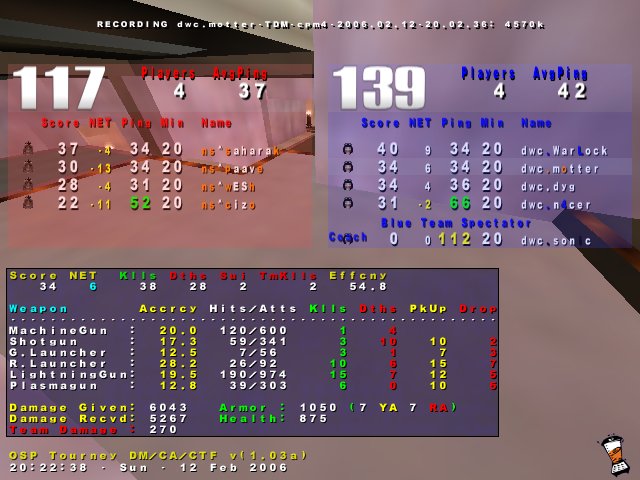 RECORDING dwc.motter-TDM-cpm4-2006.02.12-20.02.36: 4570k
117 Players AvgPing
4 37
Score NET Ping Min Name
37 -4 34 20 ns*saharak
30 -13 34 20 ns*paave
28 -4 31 20 ns*wESh
22 -11 52 20 ns*cizo
139 Players AvgPing
4 42
Score NET Ping Min Name
40 9 34 20 dwc.WarLock
34 6 34 20 dwc.motter
34 4 36 20 dwc.dyg
31 -2 66 20 dwc.n4cer
Blue Team Spectator
Coach 0 0 112 20 dwc.sonic
Score NET Klls Dths Sui TmKlls Effcny
34 6 38 28 2 2 54.8
Weapon Accrcy Hits/Atts Klls Dths PkUp Drop
MachineGun : 20.0 120/600 1 4
Shotgun : 17.3 59/341 3 10 10 2
G.Launcher : 12.5 7/56 3 1 7 3
R.Launcher : 28.2 26/92 10 6 15 7
LightningGun: 19.5 190/974 15 7 12 5
Plasmagun : 12.8 39/303 6 0 10 6
Damage Given: 6043 Armor : 1050 (7 YA 7 RA)
Damage Recvd: 5267 Health: 875
Team Damage : 270
OSP Tourney DM/CA/CTF v(1.03a)
20:22:38 - Sun - 12 Feb 2006